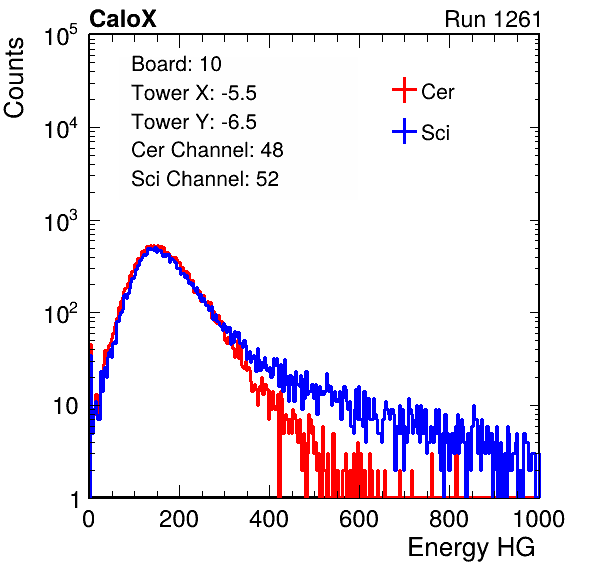 CaloX Run 1261
Counts
Board: 10
Tower X: -5.5
Tower Y: -6.5
Cer Channel: 48
Sci Channel: 52
Cer
Sci
10^5
10^4
10^3
10^2
10
1
0 200 400 600 800 1000
Energy HG